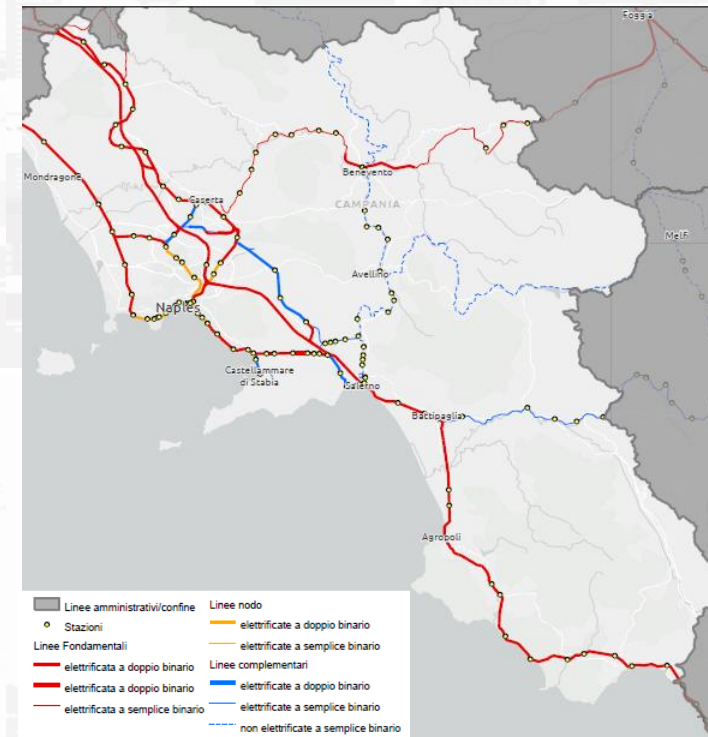 Foggia
Mondragone
Benevento
Caserta
CAMPANIA
Melfi
Avellino
Naples
Castellammare
di Stabia
Salerno
Battipaglia
Agropoli
Linee amministrativi/confine
Stazioni
Linee Fondamentali
elettrificata a doppio binario
elettrificata a doppio binario
elettrificata a semplice binario
Linee nodo
elettrificate a doppio binario
elettrificate a semplice binario
Linee complementari
elettrificate a doppio binario
elettrificate a semplice binario
non elettrificate a semplice binario